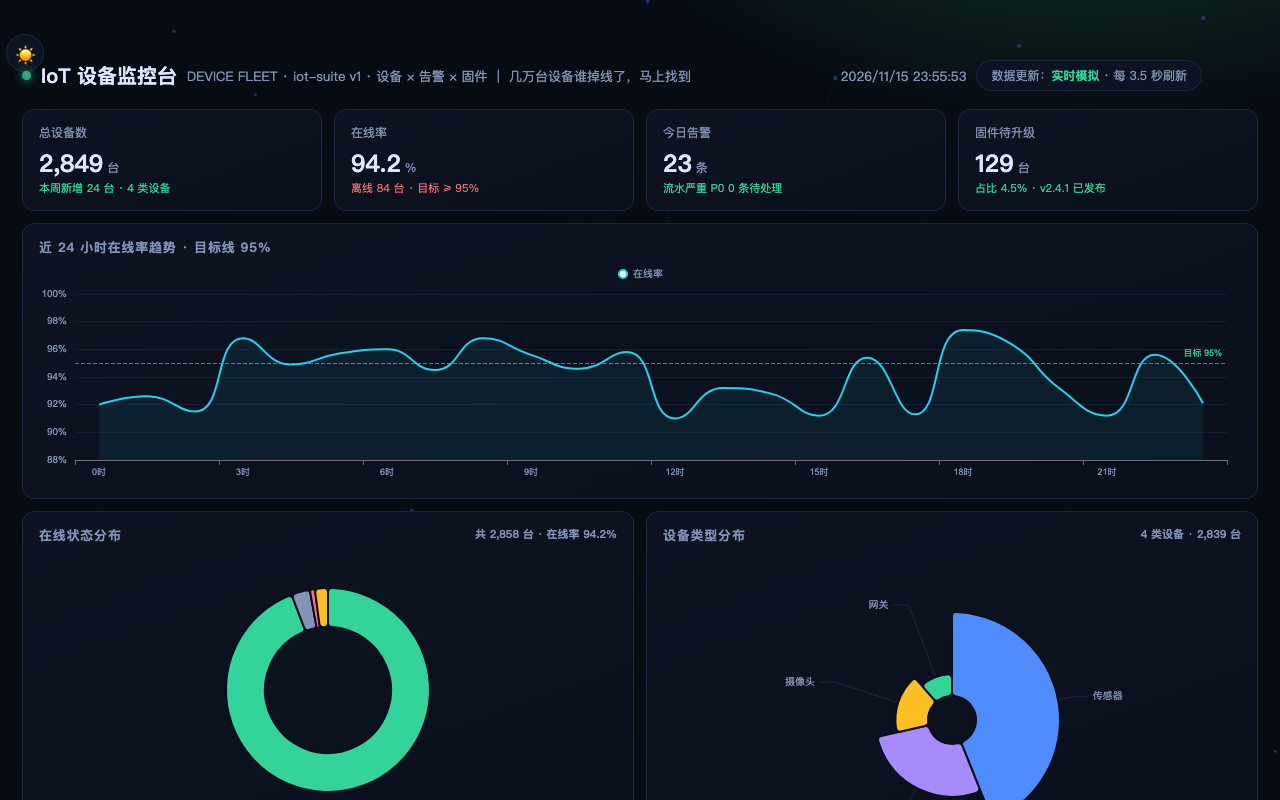 IoT 设备监控台 DEVICE FLEET · iot-suite v1 · 设备 × 告警 × 固件 | 几万台设备谁掉线了，马上找到 2026/11/15 23:55:53 数据更新：实时模拟 · 每 3.5 秒刷新
总设备数
2,849 台
本周新增 24 台 · 4 类设备
在线率
94.2 %
离线 84 台 · 目标 ≥ 95%
今日告警
23 条
流水严重 P0 0 条待处理
固件待升级
129 台
占比 4.5% · v2.4.1 已发布
近 24 小时在线率趋势 · 目标线 95%
在线率
100%
98%
96%
94%
92%
90%
88%
目标 95%
0时 3时 6时 9时 12时 15时 18时 21时
在线状态分布 共 2,858 台 · 在线率 94.2%
设备类型分布 4 类设备 · 2,839 台
网关
摄像头
传感器